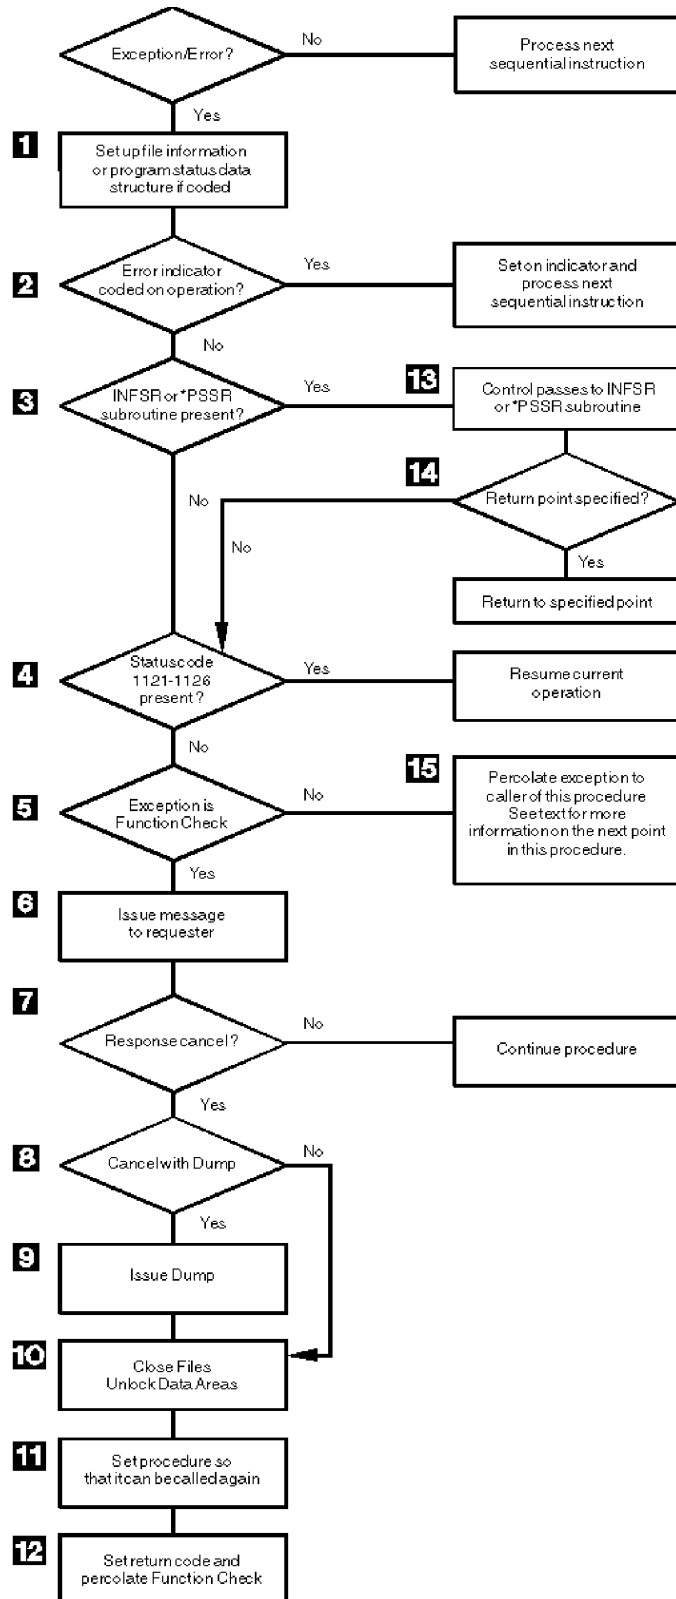 Exception/Error?
No
Process next
sequential instruction
Yes
1
Set up file information
or program status data
structure if coded
2
Error indicator
coded on operation?
Yes
Set on indicator and
process next
sequential instruction
No
3
INFSR or *PSSR
subroutine present?
Yes
13
Control passes to INFSR
or *PSSR subroutine
No
14
Return point specified?
No
Yes
Return to specified point
4
Status code
1121-1126
present?
Yes
Resume current
operation
No
5
Exception is
Function Check
No
15
Percolate exception to
caller of this procedure
See text for more
information on the next point
in this procedure.
Yes
6
Issue message
to requester
7
Response cancel?
No
Continue procedure
Yes
8
Cancel with Dump
No
Yes
9
Issue Dump
10
Close Files
Unlock Data Areas
11
Set procedure so
that it can be called again
12
Set return code and
percolate Function Check